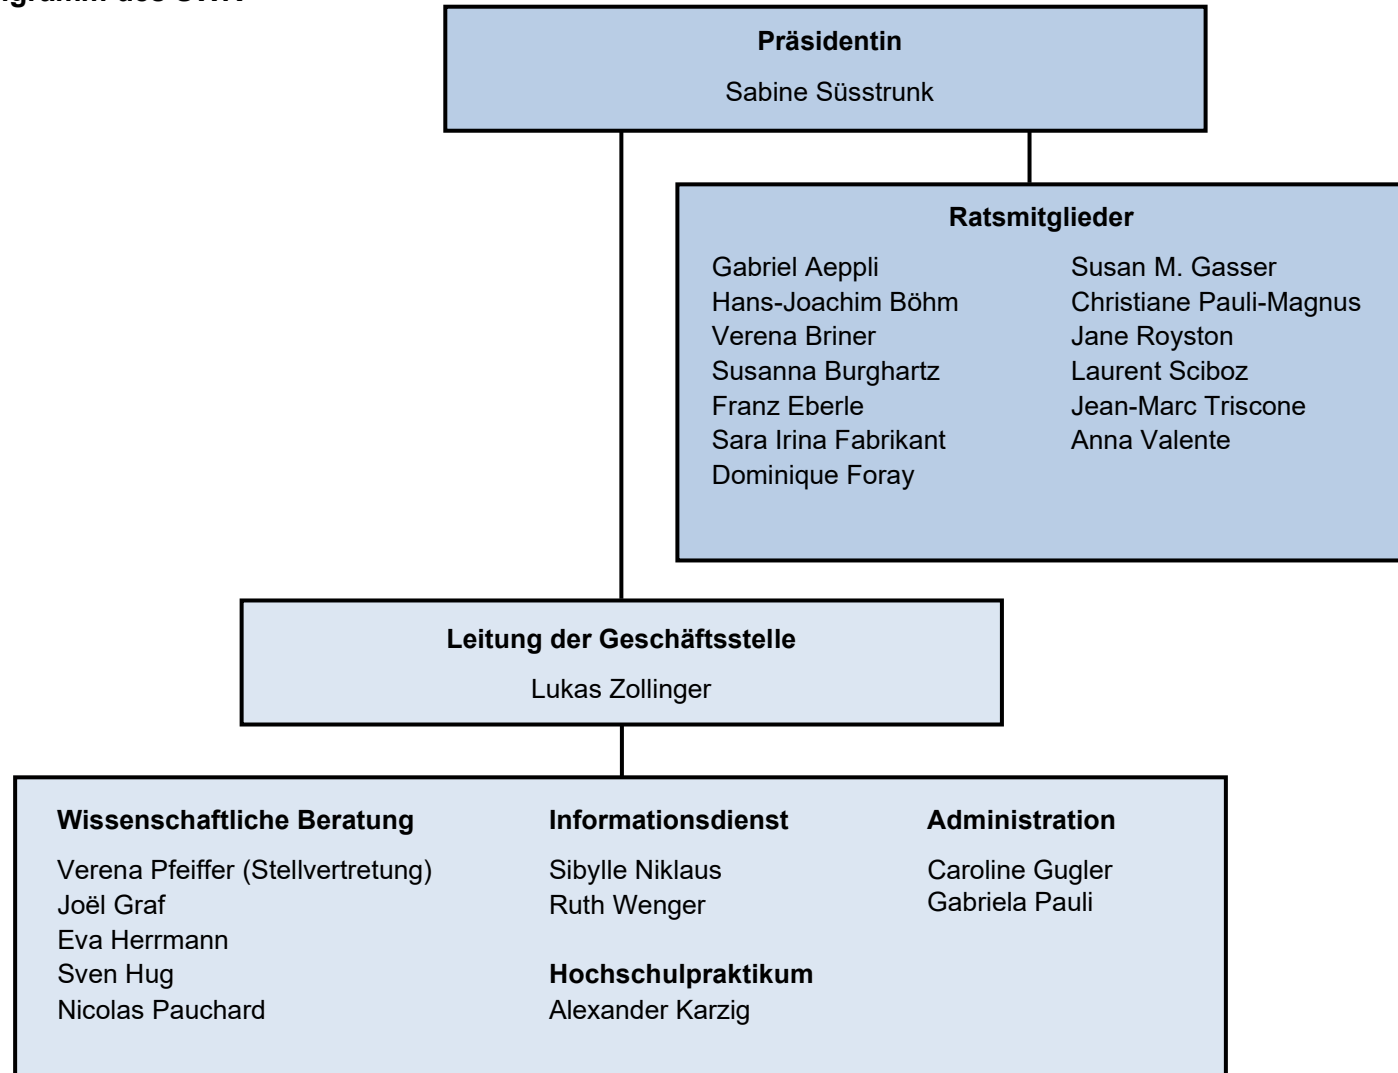 Präsidentin
Sabine Süsstrunk
Ratsmitglieder
Gabriel Aeppli
Hans-Joachim Böhm
Verena Briner
Susanna Burghartz
Franz Eberle
Sara Irina Fabrikant
Dominique Foray
Susan M. Gasser
Christiane Pauli-Magnus
Jane Royston
Laurent Sciboz
Jean-Marc Triscone
Anna Valente
Leitung der Geschäftsstelle
Lukas Zollinger
Wissenschaftliche Beratung
Verena Pfeiffer (Stellvertretung)
Joël Graf
Eva Herrmann
Sven Hug
Nicolas Pauchard
Informationsdienst
Sibylle Niklaus
Ruth Wenger
Hochschulpraktikum
Alexander Karzig
Administration
Caroline Gugler
Gabriela Pauli